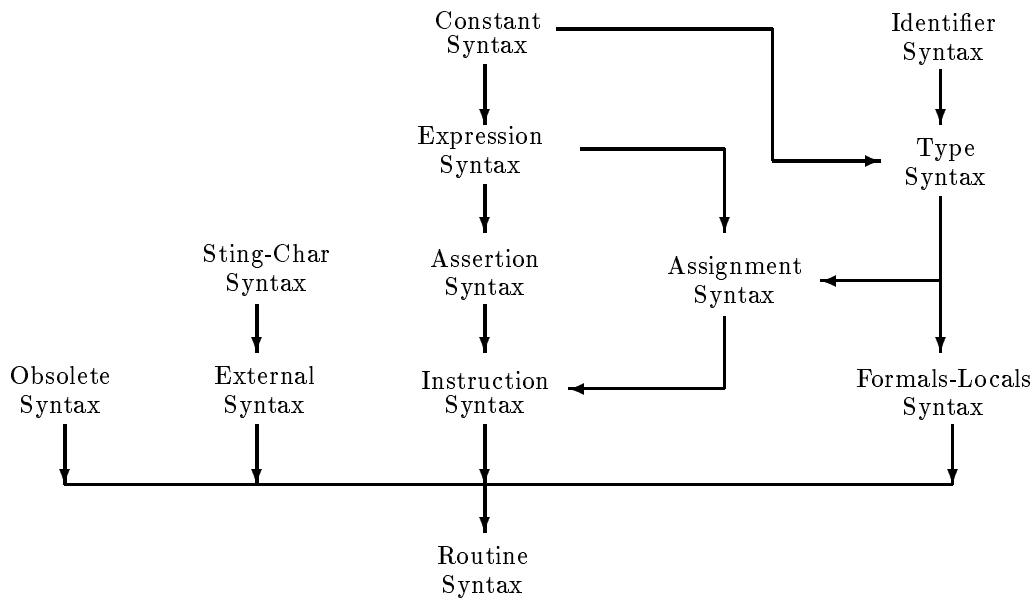 Constant
Syntax
Identifier
Syntax
Expression
Syntax
Type
Syntax
Sting-Char
Syntax
Assertion
Syntax
Assignment
Syntax
Obsolete
Syntax
External
Syntax
Instruction
Syntax
Formals-Locals
Syntax
Routine
Syntax